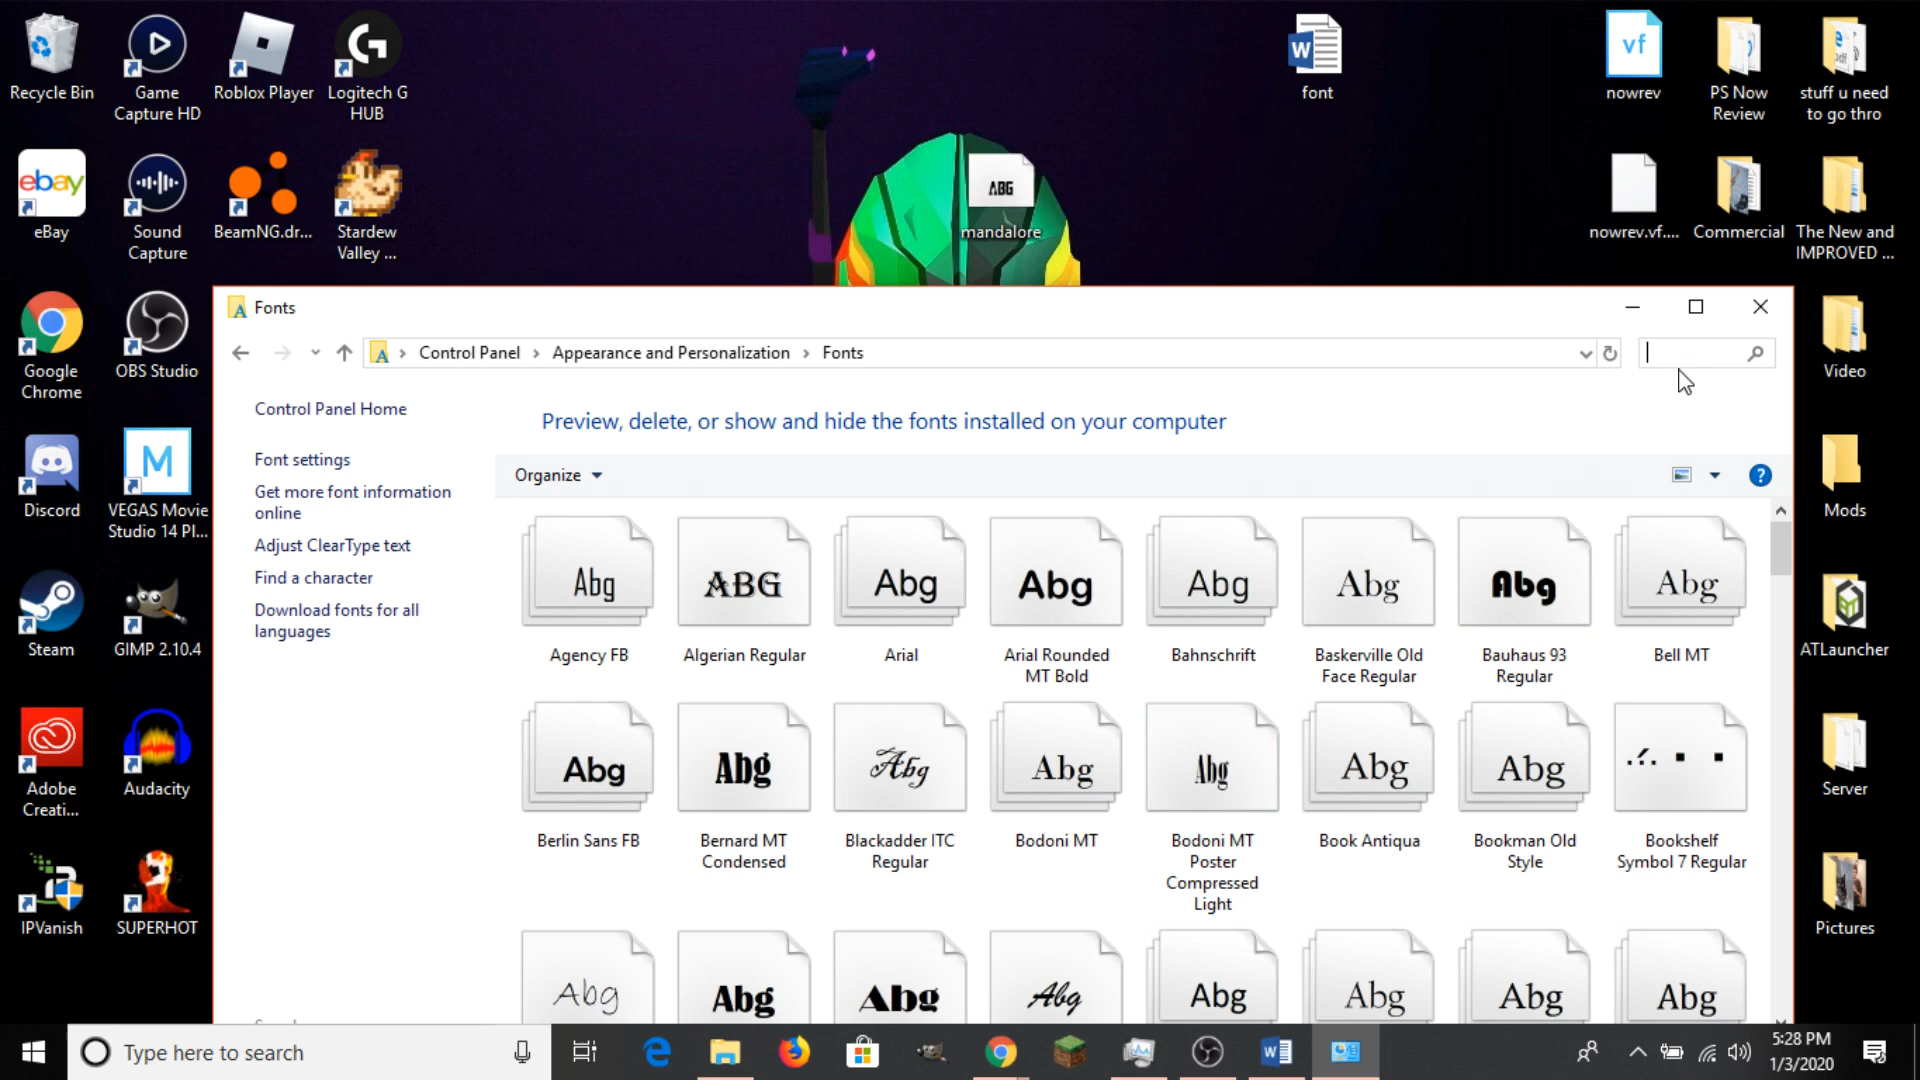 Recycle Bin
Game
Capture HD
Roblox Player
Logitech G
HUB
W
font
vf
nowrev
PS Now
Review
stuff u need
to go thro
ebay
eBay
Sound
Capture
BeamNG.dr...
Stardew
Valley ...
ABG
mandalore
nowrev.vf....
Commercial
The New and
IMPROVED ...
Google
Chrome
OBS Studio
Video
Discord
M
VEGAS Movie
Studio 14 Pl...
Mods
Steam
GIMP 2.10.4
ATLauncher
Adobe
Creati...
Audacity
Server
IPVanish
SUPERHOT
Pictures
Fonts
Control Panel > Appearance and Personalization > Fonts
Control Panel Home
Font settings
Get more font information
online
Adjust ClearType text
Find a character
Download fonts for all
languages
Preview, delete, or show and hide the fonts installed on your computer
Organize
?
Abg ABG Abg Abg Abg Abg Abg Abg
Agency FB
Algerian Regular
Arial
Arial Rounded
MT Bold
Bahnschrift
Baskerville Old
Face Regular
Bauhaus 93
Regular
Bell MT
Abg Abg Abg Abg Abg Abg Abg
Berlin Sans FB
Bernard MT
Condensed
Blackadder ITC
Regular
Bodoni MT
Bodoni MT
Poster
Compressed
Light
Book Antiqua
Bookman Old
Style
Bookshelf
Symbol 7 Regular
Abg Abg Abg Abg Abg Abg Abg Abg
Type here to search
5:28 PM
1/3/2020